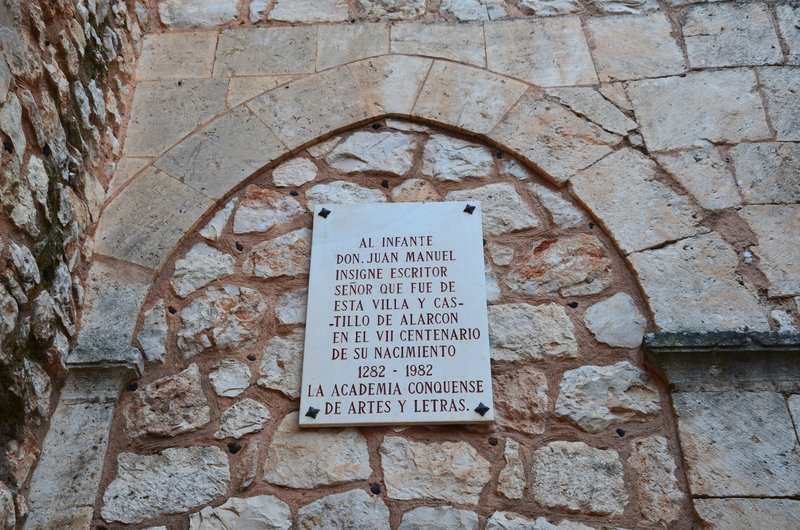 AL INFANTE
DON. JUAN MANUEL
INSIGNE ESCRITOR
SEÑOR QUE FUE DE
ESTA VILLA Y CAS-
TILLO DE ALARCON
EN EL VII CENTENARIO
DE SU NACIMIENTO
1282 - 1982
LA ACADEMIA CONQUENSE
DE ARTES Y LETRAS.